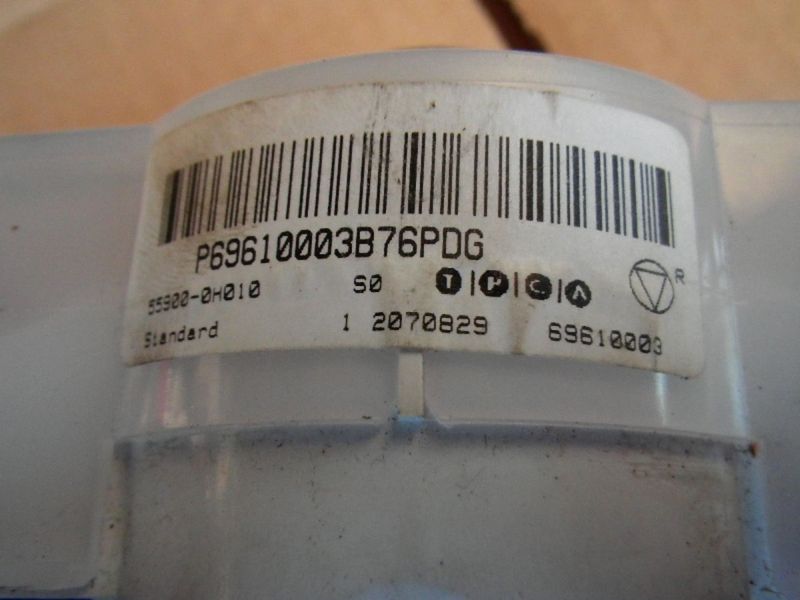 P69610003B76PDG
55900-0H010 S0 T|P|C|A R
Standard 1 2070829 69610003